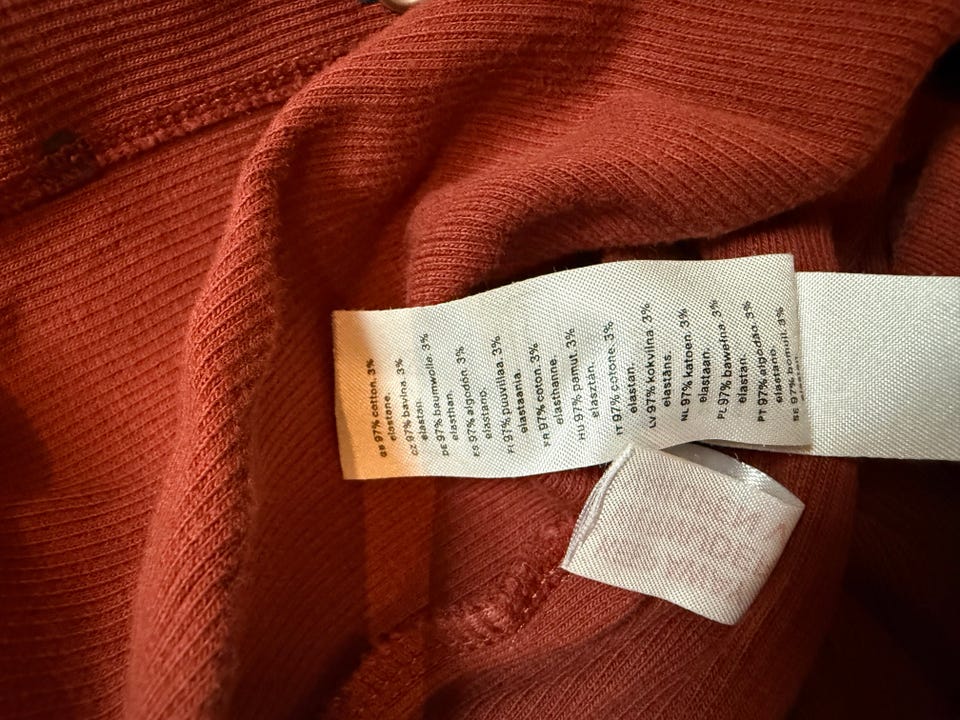 GB 97% cotton. 3%
elastane.
CZ 97% bavlna. 3%
elastan.
DE 97% baumwolle. 3%
elasthan.
ES 97% algodón. 3%
elastano.
FI 97% puuvillaa. 3%
elastaania.
FR 97% coton. 3%
elasthanne.
HU 97% pamut. 3%
elasztán.
IT 97% cotone. 3%
elastan.
LV 97% kokvilna. 3%
elastāns.
NL 97% katoen. 3%
elastaan.
PL 97% bawełna. 3%
elastan.
PT 97% algodão. 3%
elastano.
SE 97% bomull. 3%